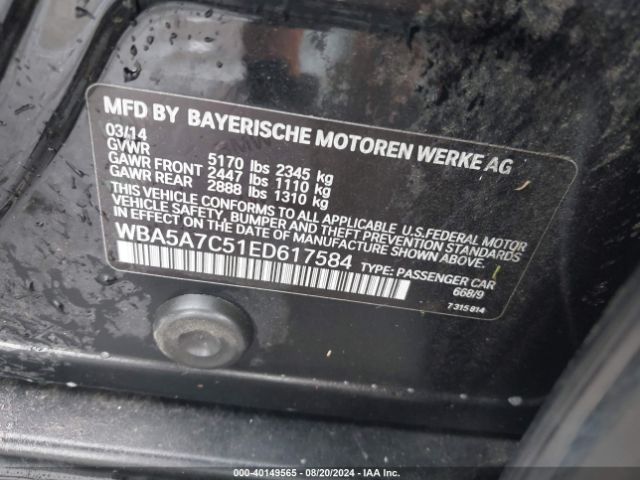 MFD BY BAYERISCHE MOTOREN WERKE AG
03/14
GVWR 5170 lbs 2345 kg
GAWR FRONT 2447 lbs 1110 kg
GAWR REAR 2888 lbs 1310 kg
THIS VEHICLE CONFORMS TO ALL APPLICABLE U.S.FEDERAL MOTOR
VEHICLE SAFETY, BUMPER AND THEFT PREVENTION STANDARDS
IN EFFECT ON THE DATE OF MANUFACTURE SHOWN ABOVE.
WBA5A7C51ED617584 TYPE: PASSENGER CAR
668/9
7 315 814
000-40149565 - 08/20/2024 - IAA Inc.